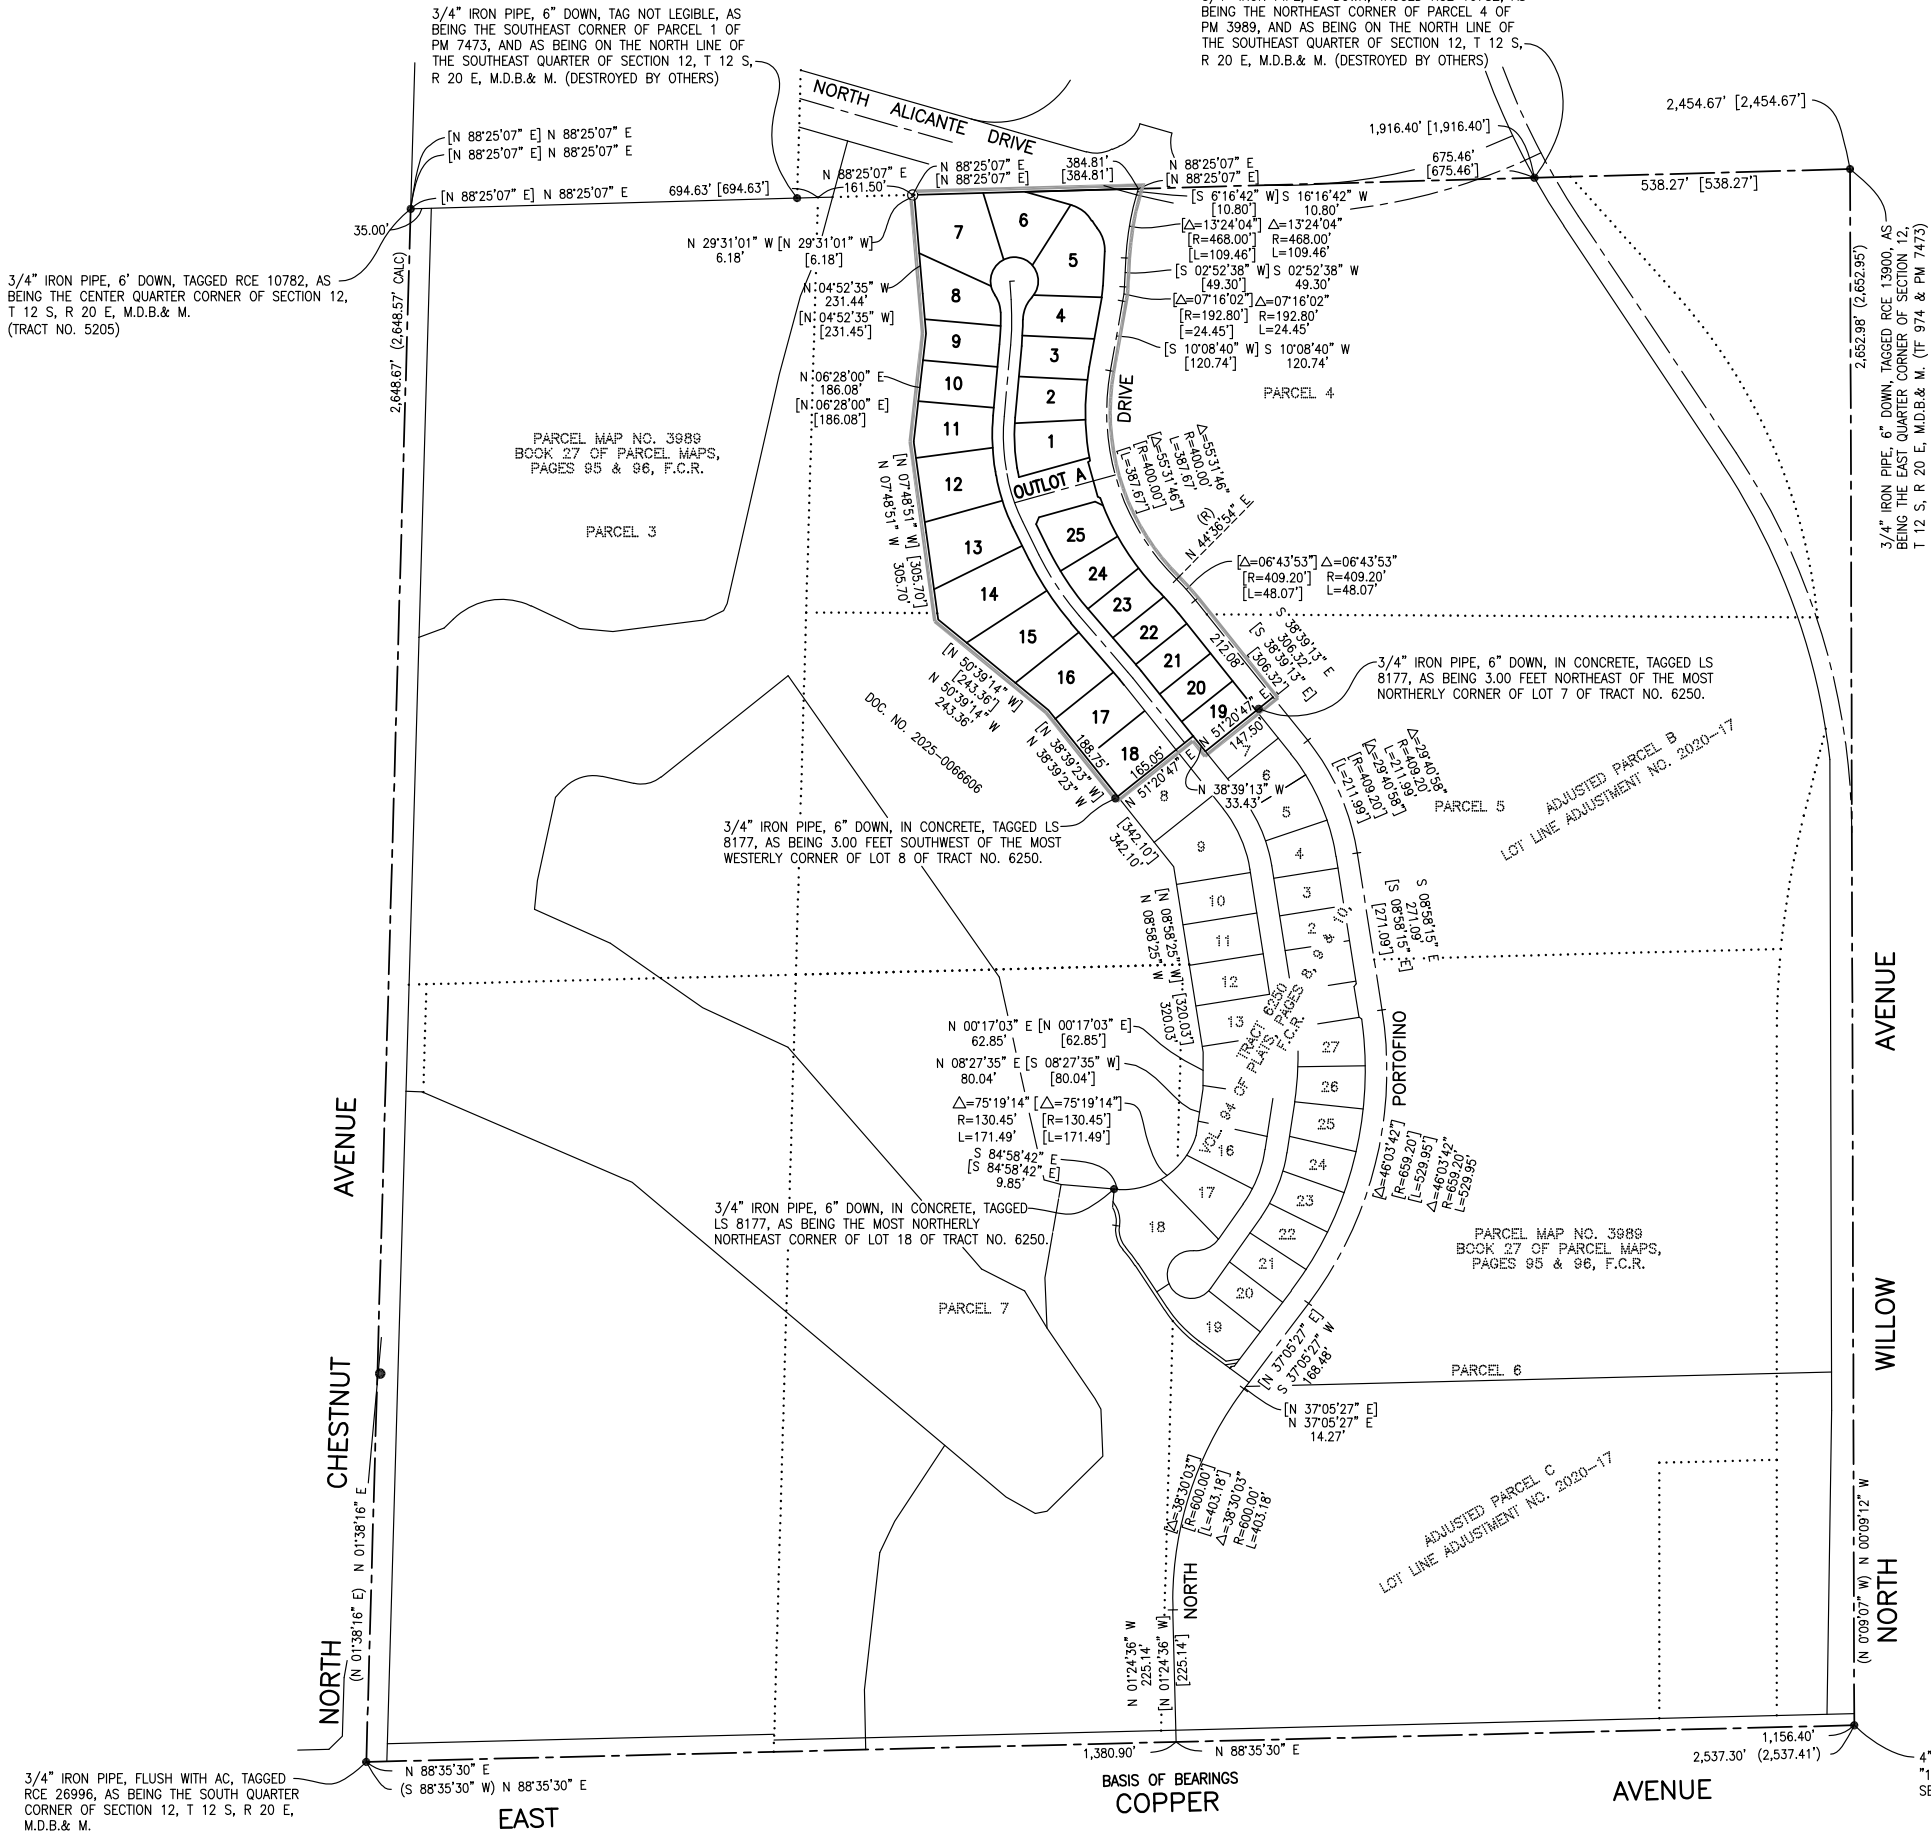 3/4" IRON PIPE, 6" DOWN, TAG NOT LEGIBLE, AS
BEING THE SOUTHEAST CORNER OF PARCEL 1 OF
PM 7473, AND AS BEING ON THE NORTH LINE OF
THE SOUTHEAST QUARTER OF SECTION 12, T 12 S,
R 20 E, M.D.B.& M. (DESTROYED BY OTHERS)
BEING THE NORTHEAST CORNER OF PARCEL 4 OF
PM 3989, AND AS BEING ON THE NORTH LINE OF
THE SOUTHEAST QUARTER OF SECTION 12, T 12 S,
R 20 E, M.D.B.& M. (DESTROYED BY OTHERS)
NORTH ALICANTE DRIVE
2,454.67' [2,454.67']
1,916.40' [1,916.40']
675.46'
[675.46']
538.27' [538.27']
[N 88°25'07" E] N 88°25'07" E
[N 88°25'07" E] N 88°25'07" E
[N 88°25'07" E] N 88°25'07" E
694.63' [694.63']
N 88°25'07" E
161.50'
N 88°25'07" E
[N 88°25'07" E]
384.81'
[384.81']
N 88°25'07" E
[N 88°25'07" E]
35.00'
3/4" IRON PIPE, 6' DOWN, TAGGED RCE 10782, AS
BEING THE CENTER QUARTER CORNER OF SECTION 12,
T 12 S, R 20 E, M.D.B.& M.
(TRACT NO. 5205)
2,648.67' (2,648.57' CALC)
N 29°31'01" W [N 29°31'01" W]
6.18' [6.18']
N 04°52'35" W
231.44'
[N 04°52'35" W]
[231.45']
N 06°28'00" E
186.08'
[N 06°28'00" E]
[186.08']
[S 6°16'42" W] S 16°16'42" W
[10.80'] 10.80'
[△=13°24'04"] △=13°24'04"
[R=468.00'] R=468.00'
[L=109.46'] L=109.46'
[S 02°52'38" W] S 02°52'38" W
[49.30'] 49.30'
[△=07°16'02"] △=07°16'02"
[R=192.80'] R=192.80'
[=24.45'] L=24.45'
[S 10°08'40" W] S 10°08'40" W
[120.74'] 120.74'
PARCEL 4
DRIVE
2,652.98' (2,652.95')
3/4" IRON PIPE, 6" DOWN, TAGGED RCE 13900, AS
BEING THE EAST QUARTER CORNER OF SECTION 12,
T 12 S, R 20 E, M.D.B.& M. (TF 974 & PM 7473)
PARCEL MAP NO. 3989
BOOK 27 OF PARCEL MAPS,
PAGES 95 & 96, F.C.R.
PARCEL 3
7
6
5
8
4
9
3
10
2
11
1
OUTLOT A
12
25
13
24
14
23
15
22
21
16
20
17
19
18
△=55°31'46"
R=400.00'
L=387.67'
[△=55°31'46"]
[R=400.00']
[L=387.67']
(R)
N 44°36'54" E
[△=06°43'53"] △=06°43'53"
[R=409.20'] R=409.20'
[L=48.07'] L=48.07'
[N 07°48'51" W] [305.70']
N 07°48'51" W 305.70'
212.08'
S 38°39'13" E
306.32'
[S 38°39'13" E]
[306.32']
3/4" IRON PIPE, 6" DOWN, IN CONCRETE, TAGGED LS
8177, AS BEING 3.00 FEET NORTHEAST OF THE MOST
NORTHERLY CORNER OF LOT 7 OF TRACT NO. 6250.
[N 50°39'14" W]
[243.36']
N 50°39'14" W
243.36'
DOC. NO. 2025-0066606
188.75'
[N 38°39'23" W]
N 38°39'23" W
165.05'
N 51°20'47" E
N 51°20'47" E
147.50'
N 38°39'13" W
33.43'
3/4" IRON PIPE, 6" DOWN, IN CONCRETE, TAGGED LS
8177, AS BEING 3.00 FEET SOUTHWEST OF THE MOST
WESTERLY CORNER OF LOT 8 OF TRACT NO. 6250.
[342.10']
342.10'
△=29°40'58"
R=409.20'
L=211.99'
[△=29°40'58"]
[R=409.20']
[L=211.99']
PARCEL 5
ADJUSTED PARCEL B
LOT LINE ADJUSTMENT NO. 2020-17
7
8
6
5
9
4
10
3
11
2
12
13
[N 08°58'25" W] [320.03']
N 08°58'25" W 320.03'
S 08°58'15" E
271.09'
[S 08°58'15" E]
[271.09']
TRACT 6250
VOL. 94 OF PLATS, PAGES 8, 9 & 10,
F.C.R.
N 00°17'03" E [N 00°17'03" E]
62.85' [62.85']
N 08°27'35" E [S 08°27'35" W]
80.04' [80.04']
△=75°19'14" [△=75°19'14"]
R=130.45' [R=130.45']
L=171.49' [L=171.49']
S 84°58'42" E
[S 84°58'42" E]
9.85'
27
26
25
16
24
17
23
18
22
21
20
19
PORTOFINO
[△=46°03'42"]
[R=659.20']
[L=529.95']
△=46°03'42"
R=659.20'
L=529.95'
3/4" IRON PIPE, 6" DOWN, IN CONCRETE, TAGGED
LS 8177, AS BEING THE MOST NORTHERLY
NORTHEAST CORNER OF LOT 18 OF TRACT NO. 6250.
PARCEL MAP NO. 3989
BOOK 27 OF PARCEL MAPS,
PAGES 95 & 96, F.C.R.
PARCEL 7
PARCEL 6
[N 37°05'27" E]
S 37°05'27" W
168.48'
[N 37°05'27" E]
N 37°05'27" E
14.27'
[△=38°30'03"]
[R=600.00']
[L=403.18']
△=38°30'03"
R=600.00'
L=403.18'
ADJUSTED PARCEL C
LOT LINE ADJUSTMENT NO. 2020-17
NORTH
N 01°24'36" W
225.14'
[N 01°24'36" W]
[225.14']
NORTH CHESTNUT AVENUE
(N 01°38'16" E) N 01°38'16" E
NORTH WILLOW AVENUE
(N 0°09'07" W) N 00°09'12" W
3/4" IRON PIPE, FLUSH WITH AC, TAGGED
RCE 26996, AS BEING THE SOUTH QUARTER
CORNER OF SECTION 12, T 12 S, R 20 E,
M.D.B.& M.
N 88°35'30" E
(S 88°35'30" W) N 88°35'30" E
1,380.90'
N 88°35'30" E
1,156.40'
2,537.30' (2,537.41')
4"
"1
SE
BASIS OF BEARINGS
EAST COPPER AVENUE